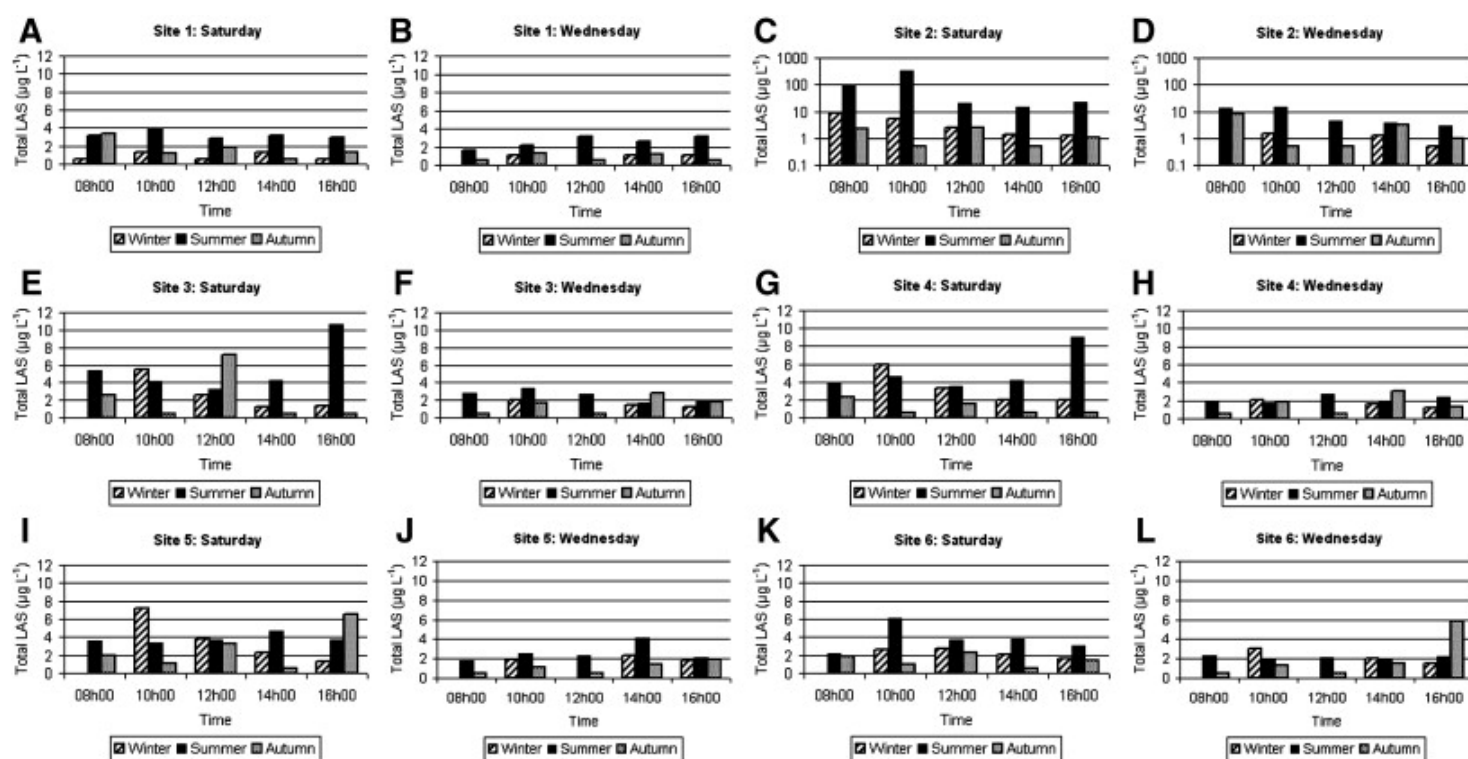 A
Site 1: Saturday
Total LAS (µg L⁻¹)
12
10
8
6
4
2
0
08h00 10h00 12h00 14h00 16h00
Time
Winter Summer Autumn
B
Site 1: Wednesday
Total LAS (µg L⁻¹)
12
10
8
6
4
2
0
08h00 10h00 12h00 14h00 16h00
Time
Winter Summer Autumn
C
Site 2: Saturday
Total LAS (µg L⁻¹)
1000
100
10
1
0.1
08h00 10h00 12h00 14h00 16h00
Time
Winter Summer Autumn
D
Site 2: Wednesday
Total LAS (µg L⁻¹)
1000
100
10
1
0.1
08h00 10h00 12h00 14h00 16h00
Time
Winter Summer Autumn
E
Site 3: Saturday
Total LAS (µg L⁻¹)
12
10
8
6
4
2
0
08h00 10h00 12h00 14h00 16h00
Time
Winter Summer Autumn
F
Site 3: Wednesday
Total LAS (µg L⁻¹)
12
10
8
6
4
2
0
08h00 10h00 12h00 14h00 16h00
Time
Winter Summer Autumn
G
Site 4: Saturday
Total LAS (µg L⁻¹)
12
10
8
6
4
2
0
08h00 10h00 12h00 14h00 16h00
Time
Winter Summer Autumn
H
Site 4: Wednesday
Total LAS (µg L⁻¹)
12
10
8
6
4
2
0
08h00 10h00 12h00 14h00 16h00
Time
Winter Summer Autumn
I
Site 5: Saturday
Total LAS (µg L⁻¹)
12
10
8
6
4
2
0
08h00 10h00 12h00 14h00 16h00
Time
Winter Summer Autumn
J
Site 5: Wednesday
Total LAS (µg L⁻¹)
12
10
8
6
4
2
0
08h00 10h00 12h00 14h00 16h00
Time
Winter Summer Autumn
K
Site 6: Saturday
Total LAS (µg L⁻¹)
12
10
8
6
4
2
0
08h00 10h00 12h00 14h00 16h00
Time
Winter Summer Autumn
L
Site 6: Wednesday
Total LAS (µg L⁻¹)
12
10
8
6
4
2
0
08h00 10h00 12h00 14h00 16h00
Time
Winter Summer Autumn